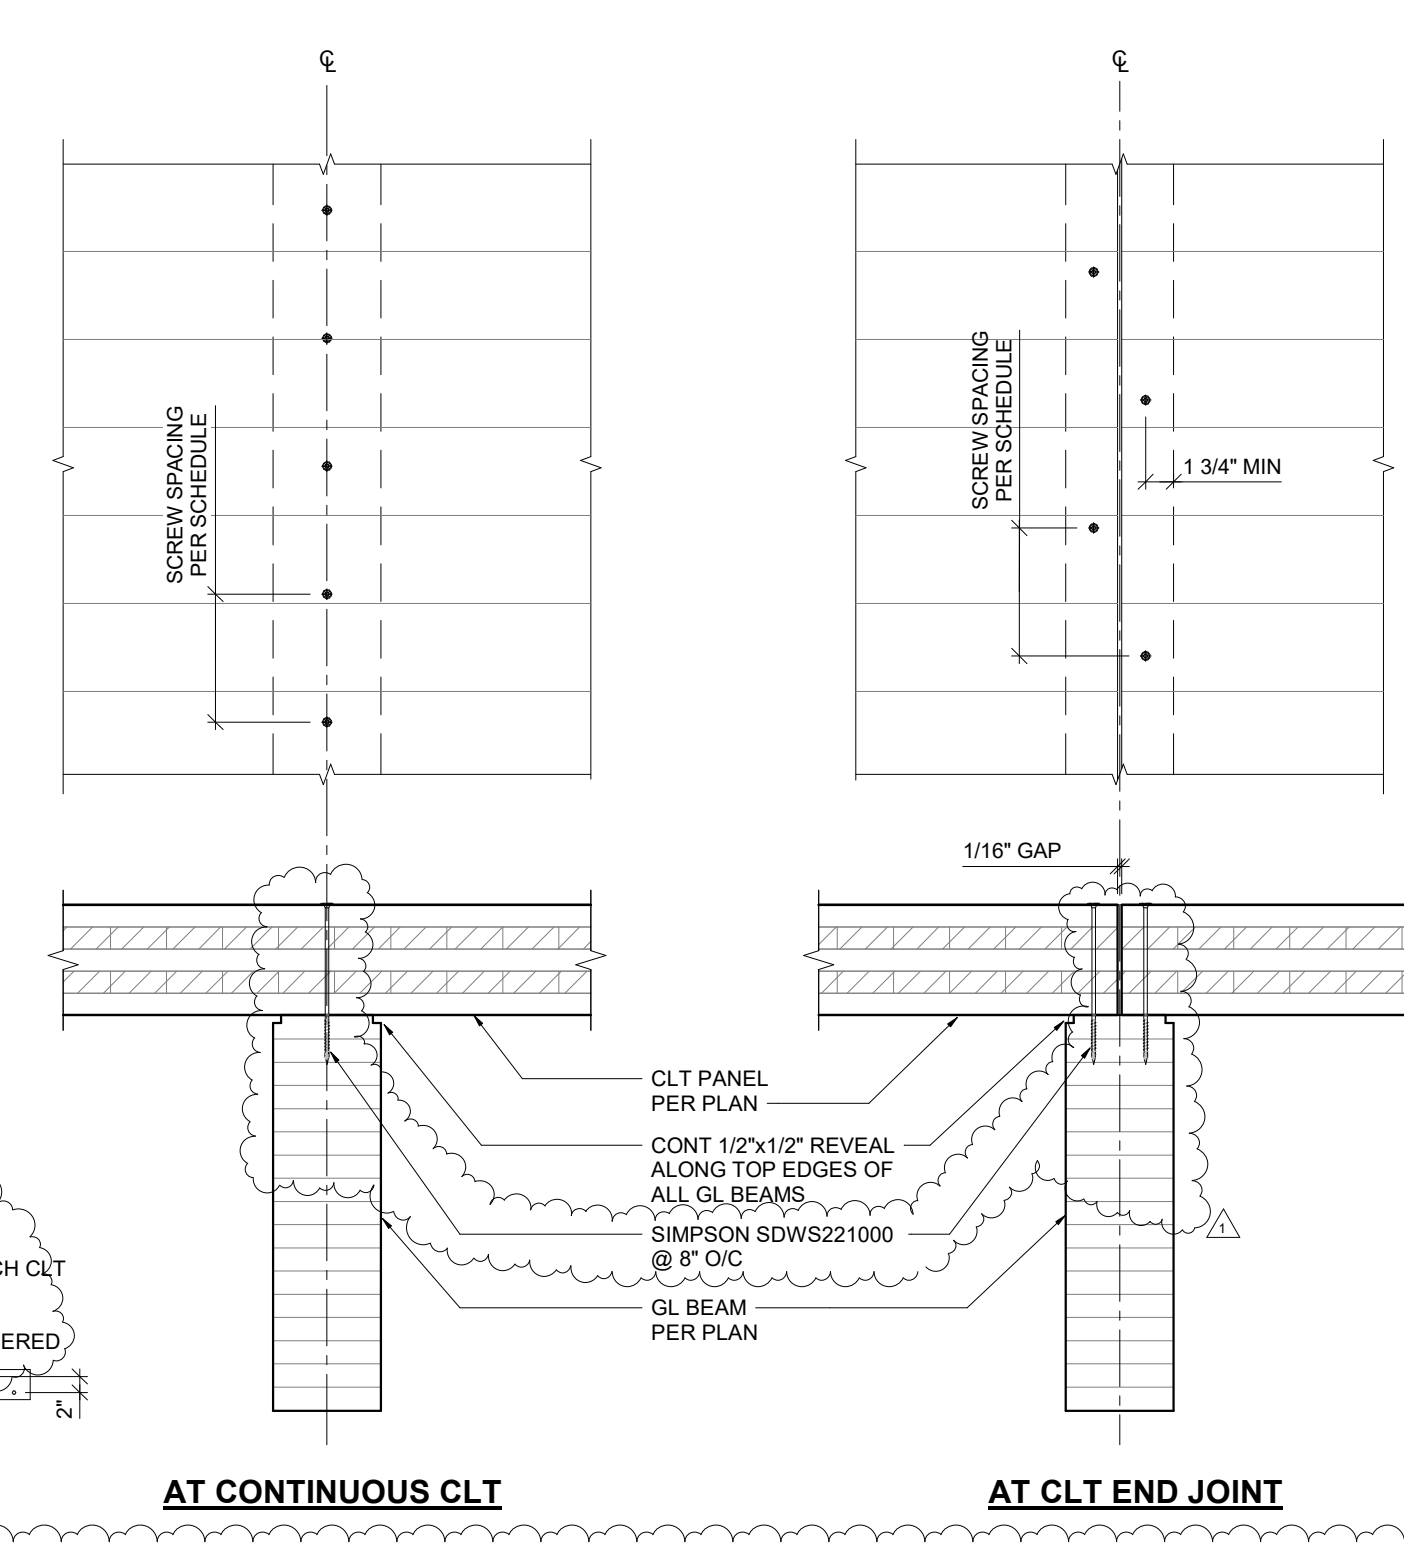 ℄
℄
SCREW SPACING
PER SCHEDULE
SCREW SPACING
PER SCHEDULE
1 3/4" MIN
1/16" GAP
CLT PANEL
PER PLAN
CONT 1/2"x1/2" REVEAL
ALONG TOP EDGES OF
ALL GL BEAMS
SIMPSON SDWS221000
@ 8" O/C
1
GL BEAM
PER PLAN
CH CLT
ERED
2"
AT CONTINUOUS CLT
AT CLT END JOINT